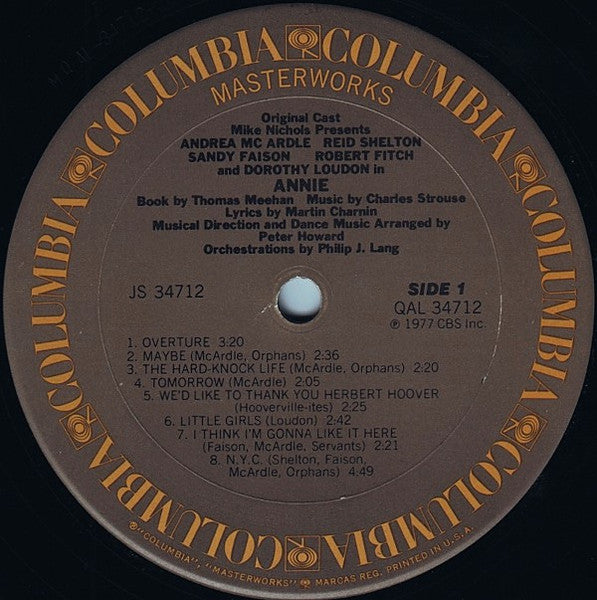 COLUMBIA COLUMBIA COLUMBIA COLUMBIA COLUMBIA COLUMBIA COLUMBIA COLUMBIA
MASTERWORKS
Original Cast
Mike Nichols Presents
ANDREA MC ARDLE REID SHELTON
SANDY FAISON ROBERT FITCH
and DOROTHY LOUDON in
ANNIE
Book by Thomas Meehan Music by Charles Strouse
Lyrics by Martin Charnin
Musical Direction and Dance Music Arranged by
Peter Howard
Orchestrations by Philip J. Lang
JS 34712
SIDE 1
QAL 34712
℗ 1977 CBS Inc.
1. OVERTURE 3:20
2. MAYBE (McArdle, Orphans) 2:36
3. THE HARD-KNOCK LIFE (McArdle, Orphans) 2:20
4. TOMORROW (McArdle) 2:05
5. WE'D LIKE TO THANK YOU HERBERT HOOVER
(Hooverville-ites) 2:25
6. LITTLE GIRLS (Loudon) 2:42
7. I THINK I'M GONNA LIKE IT HERE
(Faison, McArdle, Servants) 2:21
8. N.Y.C. (Shelton, Faison,
McArdle, Orphans) 4:49
®"COLUMBIA", "MASTERWORKS" MARCAS REG. PRINTED IN U.S.A.